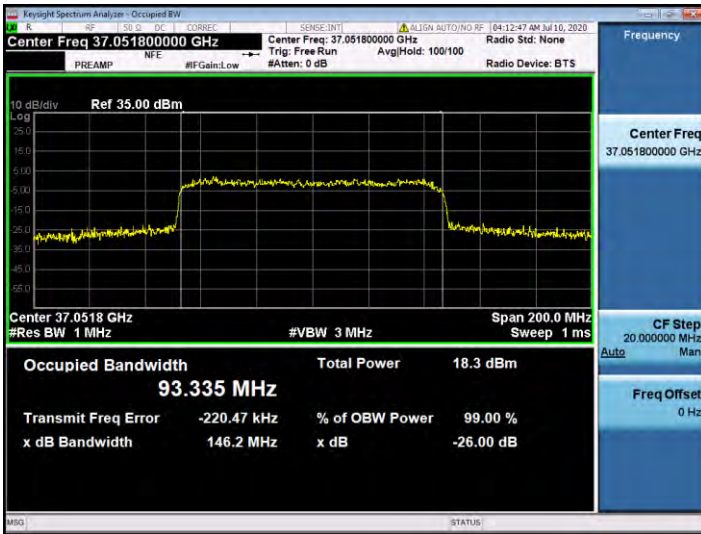 Keysight Spectrum Analyzer - Occupied BW
R RF 50 Ω DC CORREC SENSE:INT ALIGN AUTO/NO RF 04:12:47 AM Jul 10, 2020
Center Freq 37.051800000 GHz
NFE
PREAMP #IFGain:Low
Center Freq: 37.051800000 GHz
Trig: Free Run Avg|Hold: 100/100
#Atten: 0 dB
Radio Std: None
Radio Device: BTS
10 dB/div Ref 35.00 dBm
Log
25.0
15.0
5.00
-5.00
-15.0
-25.0
-35.0
-45.0
-55.0
Center 37.0518 GHz Span 200.0 MHz
#Res BW 1 MHz #VBW 3 MHz Sweep 1 ms
Occupied Bandwidth Total Power 18.3 dBm
93.335 MHz
Transmit Freq Error -220.47 kHz % of OBW Power 99.00 %
x dB Bandwidth 146.2 MHz x dB -26.00 dB
MSG STATUS
Frequency
Center Freq
37.051800000 GHz
CF Step
20.000000 MHz
Auto Man
Freq Offset
0 Hz